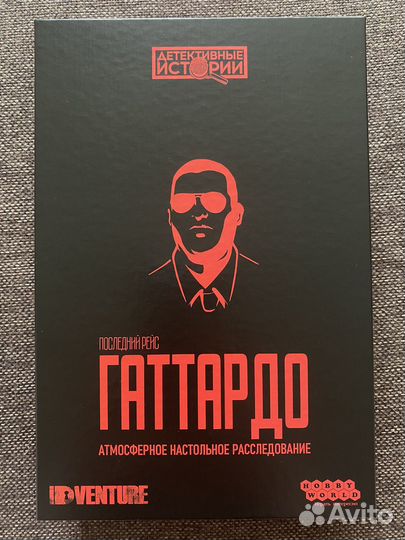 ДЕТЕКТИВНЫЕ
ИСТОРИИ
ПОСЛЕДНИЙ РЕЙС
ГАТТАРДО
АТМОСФЕРНОЕ НАСТОЛЬНОЕ РАССЛЕДОВАНИЕ
IDVENTURE
HOBBY
WORLD
Avito